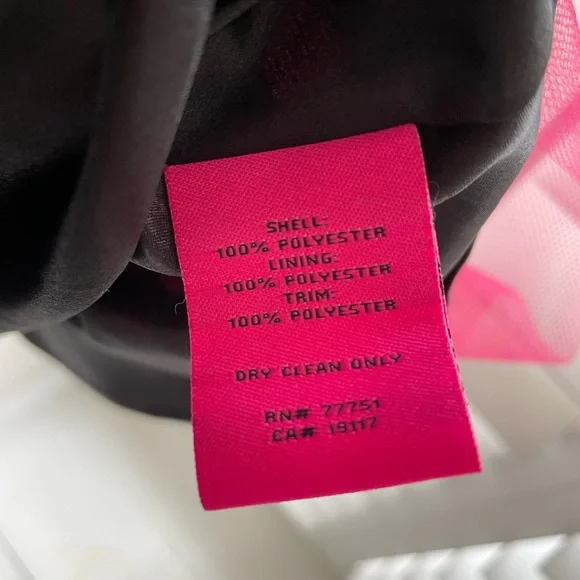 SHELL:
100% POLYESTER
LINING:
100% POLYESTER
TRIM:
100% POLYESTER
DRY CLEAN ONLY
RN# 77751
CA# 19117